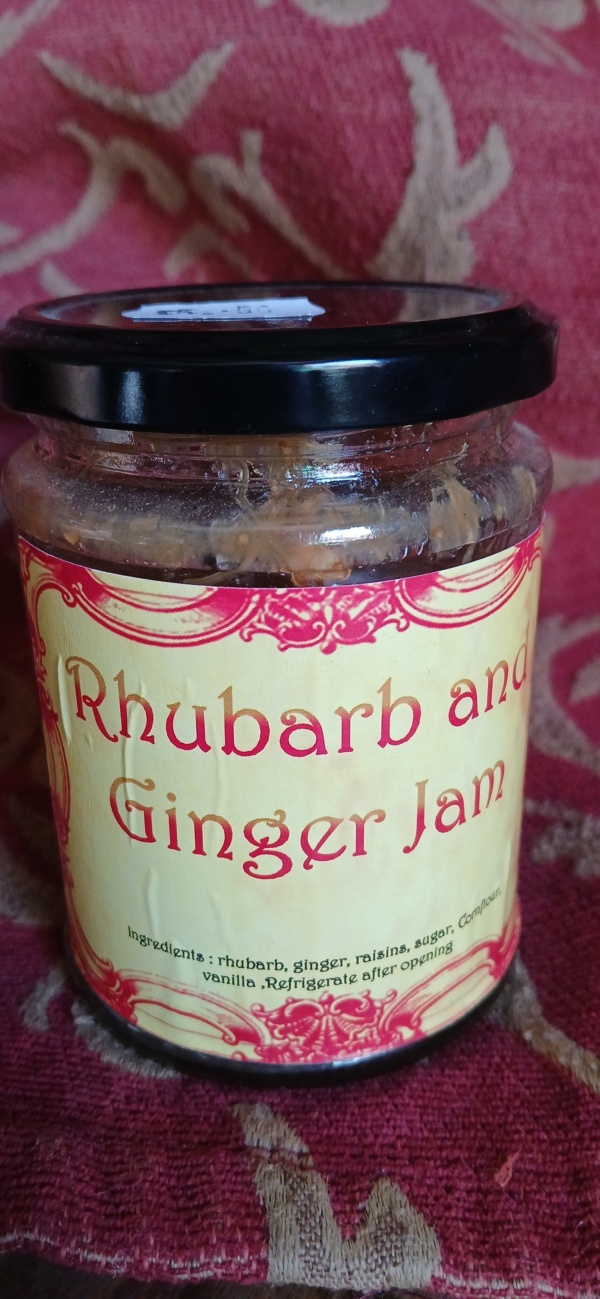 Rhubarb and
Ginger Jam
Ingredients : rhubarb, ginger, raisins, sugar, Cornflour,
vanilla ,Refrigerate after opening